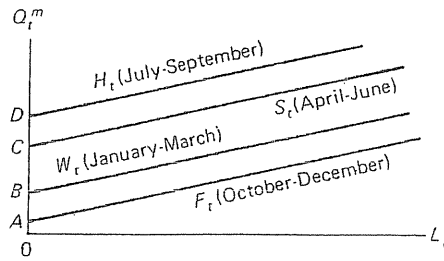 Q_t^m
H_t (July-September)
D
S_t (April-June)
C
W_t (January-March)
B
F_t (October-December)
A
0
L